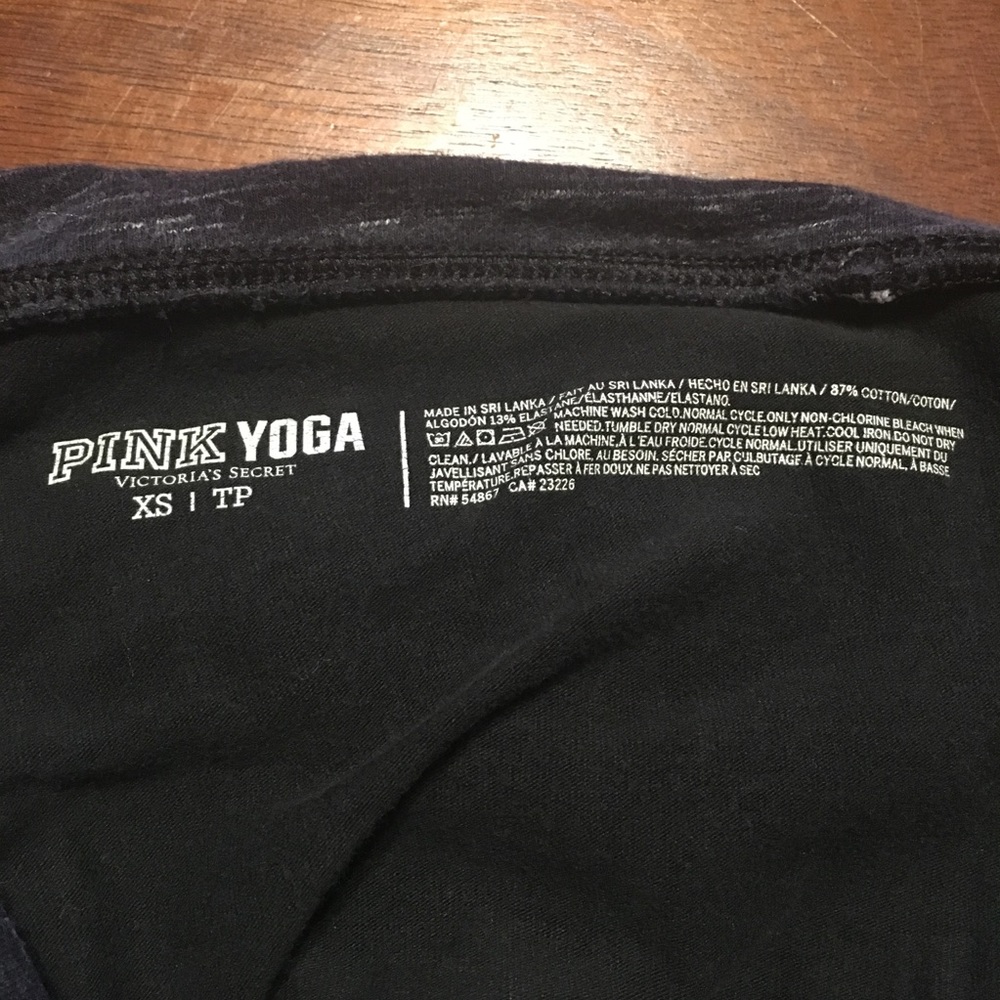 PINK YOGA
VICTORIA'S SECRET
XS | TP
MADE IN SRI LANKA / FAIT AU SRI LANKA / HECHO EN SRI LANKA / 87% COTTON/COTON/
ALGODÓN 13% ELASTANE/ÉLASTHANNE/ELASTANO.
MACHINE WASH COLD.NORMAL CYCLE.ONLY NON-CHLORINE BLEACH WHEN
NEEDED.TUMBLE DRY NORMAL CYCLE LOW HEAT.COOL IRON.DO NOT DRY
CLEAN./ LAVABLE À LA MACHINE,À L'EAU FROIDE.CYCLE NORMAL.UTILISER UNIQUEMENT DU
JAVELLISANT SANS CHLORE, AU BESOIN. SÉCHER PAR CULBUTAGE À CYCLE NORMAL, À BASSE
TEMPÉRATURE.REPASSER À FER DOUX.NE PAS NETTOYER À SEC
RN# 54867 CA# 23226